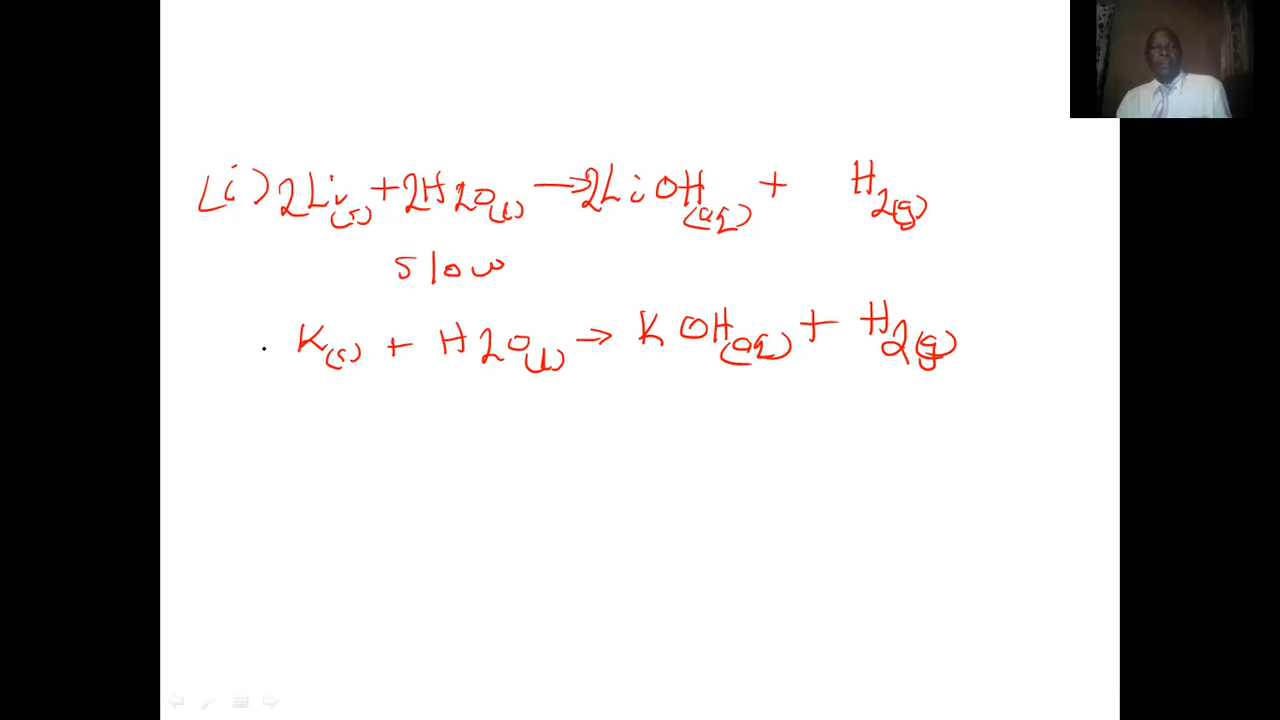 (i) 2Li(s) + 2H2O(l) → 2LiOH(aq) + H2(g)
slow
K(s) + H2O(l) → KOH(aq) + H2(g)